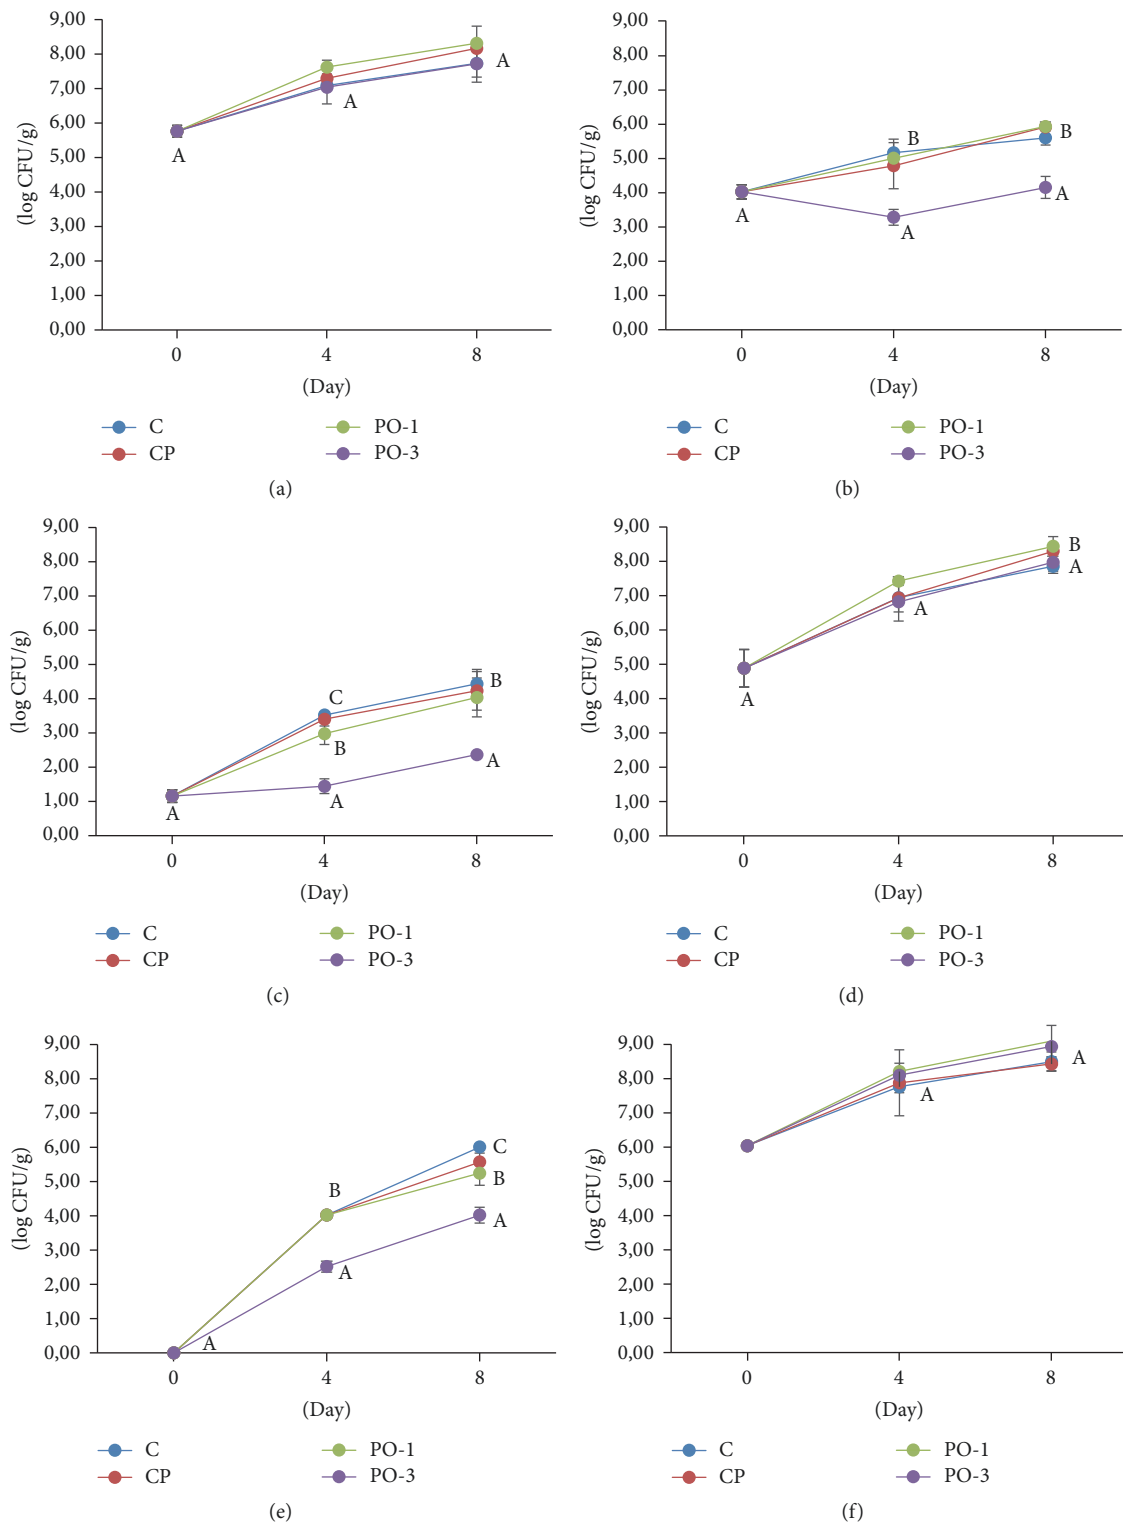 9,00
8,00
7,00
6,00
5,00
4,00
3,00
2,00
1,00
0,00
(log CFU/g)
A
A
A
0
4
8
(Day)
C
PO-1
CP
PO-3
(a)
9,00
8,00
7,00
6,00
5,00
4,00
3,00
2,00
1,00
0,00
(log CFU/g)
B
B
A
A
A
0
4
8
(Day)
C
PO-1
CP
PO-3
(b)
9,00
8,00
7,00
6,00
5,00
4,00
3,00
2,00
1,00
0,00
(log CFU/g)
C
B
B
A
A
A
0
4
8
(Day)
C
PO-1
CP
PO-3
(c)
9,00
8,00
7,00
6,00
5,00
4,00
3,00
2,00
1,00
0,00
(log CFU/g)
B
A
A
A
0
4
8
(Day)
C
PO-1
CP
PO-3
(d)
9,00
8,00
7,00
6,00
5,00
4,00
3,00
2,00
1,00
0,00
(log CFU/g)
C
B
B
A
A
A
0
4
8
(Day)
C
PO-1
CP
PO-3
(e)
9,00
8,00
7,00
6,00
5,00
4,00
3,00
2,00
1,00
0,00
(log CFU/g)
A
A
0
4
8
(Day)
C
PO-1
CP
PO-3
(f)